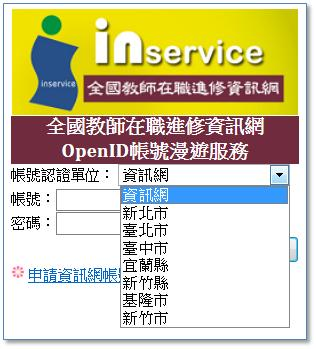 inservice
inservice
全國教師在職進修資訊網
全國教師在職進修資訊網
OpenID帳號漫遊服務
帳號認證單位：資訊網
帳號：
密碼：
資訊網
新北市
臺北市
臺中市
宜蘭縣
新竹縣
基隆市
新竹市
申請資訊網帳